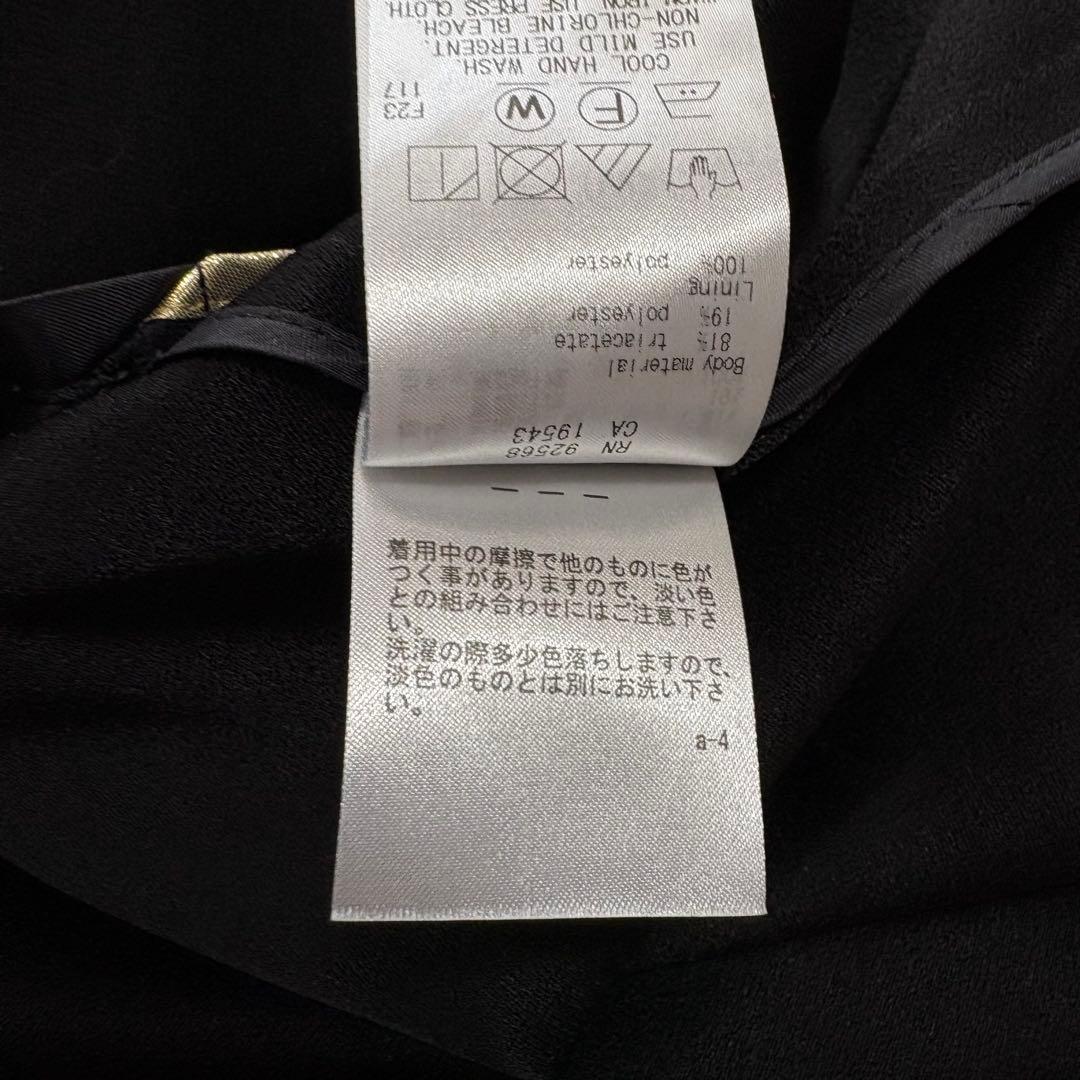 RN 92568
CA 19543
Body material
81% triacetate
19% polyester
Lining
100% polyester
F W
F23
117
COOL HAND WASH.
USE MILD DETERGENT.
NON-CHLORINE BLEACH.
IRON, USE PRESS CLOTH.
着用中の摩擦で他のものに色が
つく事がありますので、淡い色
との組み合わせにはご注意下さ
い。
洗濯の際多少色落ちしますので、
淡色のものとは別にお洗い下さ
い。
a-4